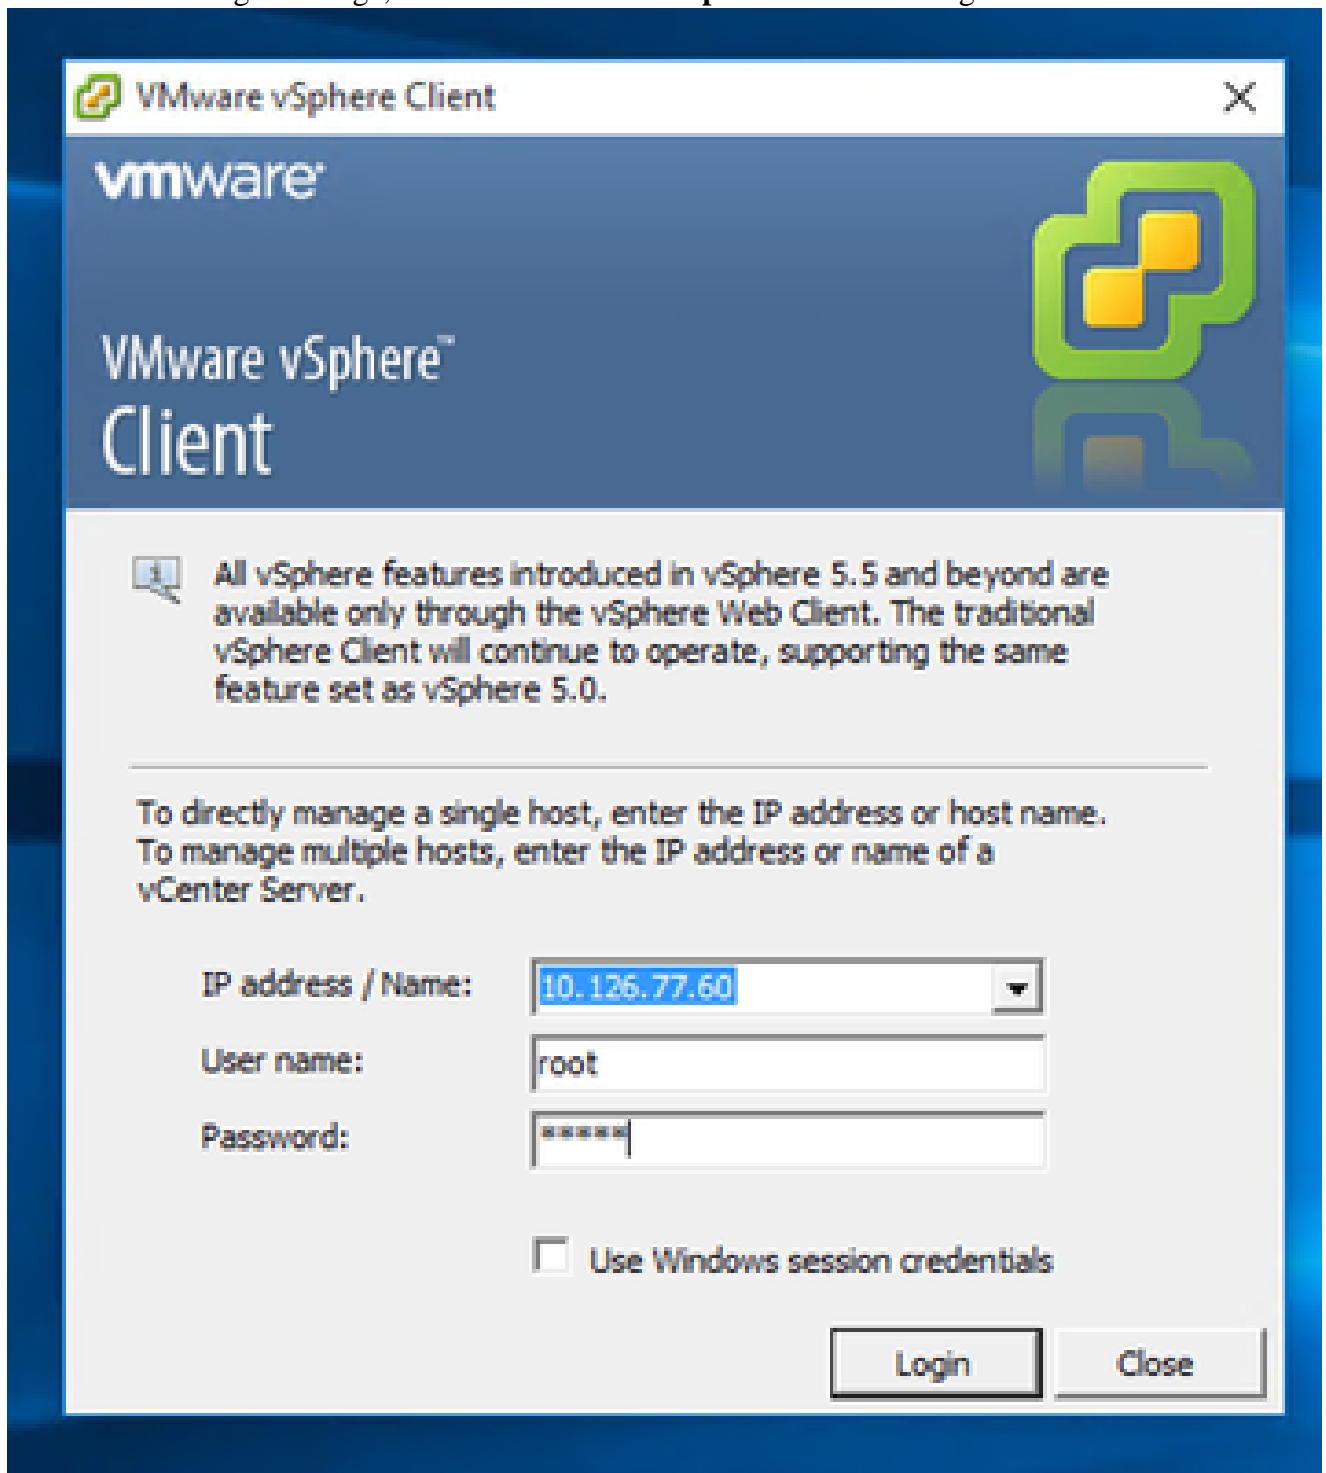 VMware vSphere Client
vmware
VMware vSphere™
Client
All vSphere features introduced in vSphere 5.5 and beyond are
available only through the vSphere Web Client. The traditional
vSphere Client will continue to operate, supporting the same
feature set as vSphere 5.0.
To directly manage a single host, enter the IP address or host name.
To manage multiple hosts, enter the IP address or name of a
vCenter Server.
IP address / Name: 10.126.77.60
User name: root
Password: *****
Use Windows session credentials
Login Close